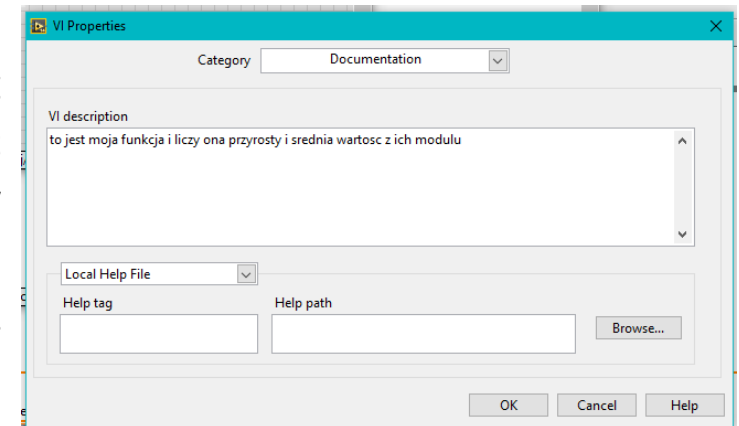 VI Properties
Category
Documentation
VI description
to jest moja funkcja i liczy ona przyrosty i srednia wartosc z ich modulu
Local Help File
Help tag
Help path
Browse...
OK
Cancel
Help